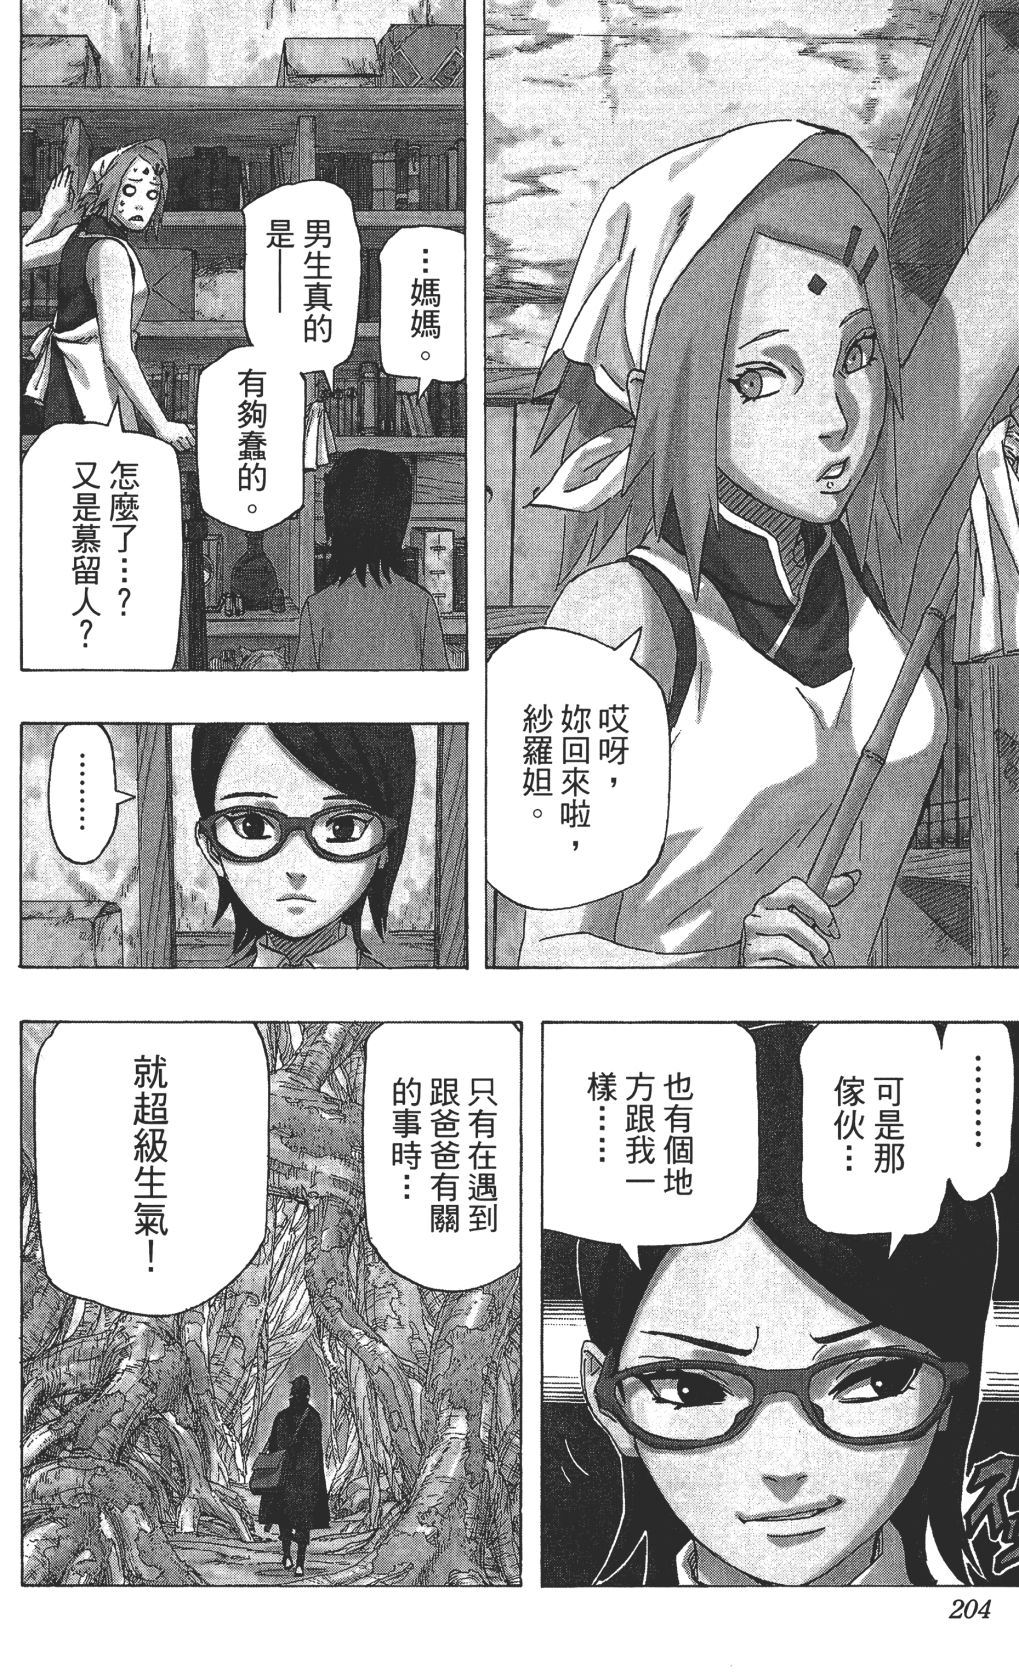 哎呀，
妳回來啦，
紗羅妲。
…媽媽。
男生真的
是——
有夠蠢的。
怎麼了…？
又是慕留人？
………
………
可是那
傢伙…
也有個地
方跟我一
樣……
只有在遇到
跟爸爸有關
的事時…
就超級生氣！
204